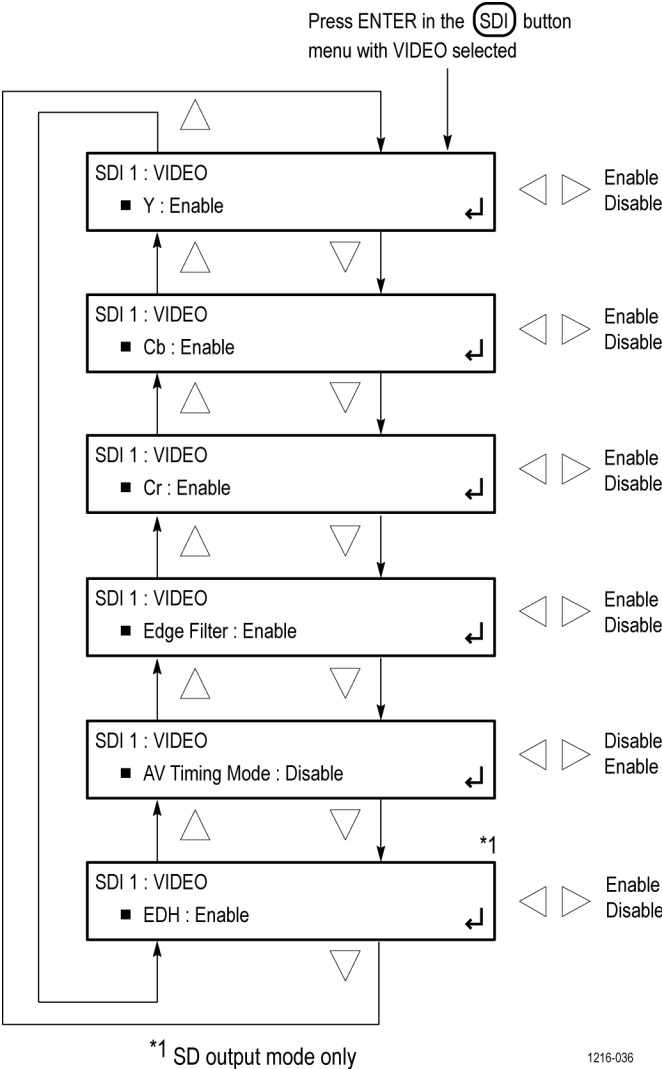 Press ENTER in the SDI button
menu with VIDEO selected
SDI 1 : VIDEO
■ Y : Enable
Enable
Disable
SDI 1 : VIDEO
■ Cb : Enable
Enable
Disable
SDI 1 : VIDEO
■ Cr : Enable
Enable
Disable
SDI 1 : VIDEO
■ Edge Filter : Enable
Enable
Disable
SDI 1 : VIDEO
■ AV Timing Mode : Disable
Disable
Enable
*1
SDI 1 : VIDEO
■ EDH : Enable
Enable
Disable
*1 SD output mode only
1216-036